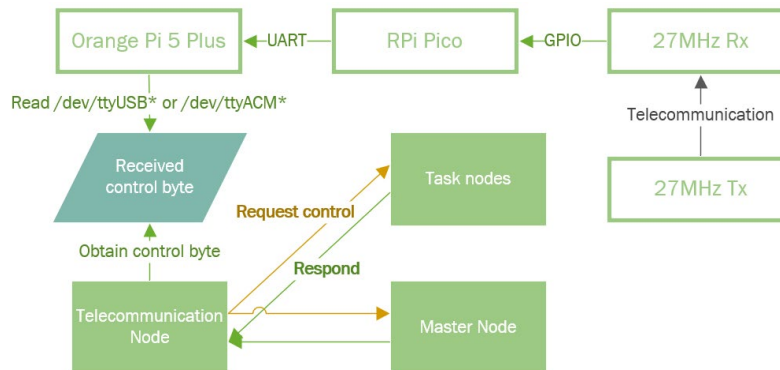 Orange Pi 5 Plus
UART
RPi Pico
GPIO
27MHz Rx
Read /dev/ttyUSB* or /dev/ttyACM*
Telecommunication
Received
control byte
Task nodes
27MHz Tx
Request control
Obtain control byte
Respond
Telecommunication
Node
Master Node